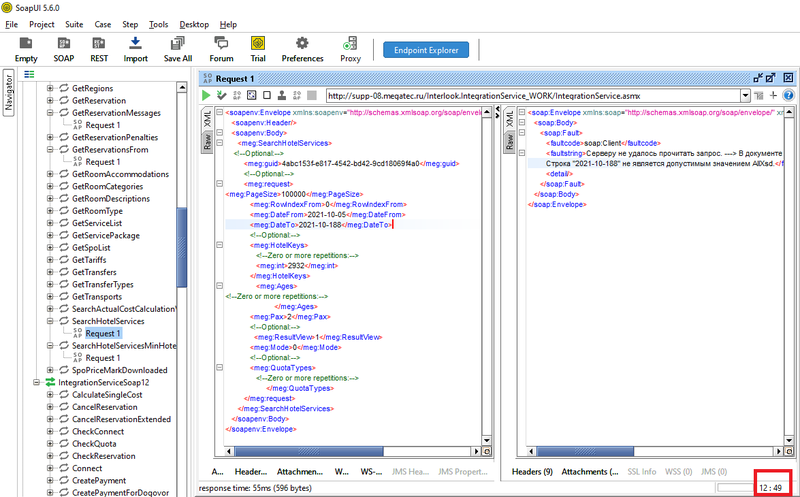 SoapUI 5.6.0
File Project Suite Case Step Tools Desktop Help
Empty SOAP REST Import Save All Forum Trial Preferences Proxy Endpoint Explorer
Navigator
GetRegions
GetReservation
GetReservationMessages
Request 1
GetReservationPenalties
GetReservationsFrom
Request 1
GetRoomAccommodations
GetRoomCategories
GetRoomDescriptions
GetRoomType
GetServiceList
GetServicePackage
GetSpoList
GetTariffs
GetTransfers
GetTransferTypes
GetTransports
SearchActualCostCalculation
SearchHotelServices
Request 1
SearchHotelServicesMinHote
Request 1
SpoPriceMarkDownloaded
IntegrationServiceSoap12
CalculateSingleCost
CancelReservation
CancelReservationExtended
CheckConnect
CheckQuota
CheckReservation
Connect
CreatePayment
CreatePaymentForDogovor
Request 1
http://supp-08.megatec.ru/Interlook.IntegrationService_WORK/IntegrationService.asmx
XML
Raw
<soapenv:Envelope xmlns:soapenv="http://schemas.xmlsoap.org/soap/envelo
<soapenv:Header/>
<soapenv:Body>
<meg:SearchHotelServices>
<!--Optional:-->
<meg:guid>4abc153f-e817-4542-bd42-9cd18069f4a0</meg:guid>
<!--Optional:-->
<meg:request>
<meg:PageSize>100000</meg:PageSize>
<meg:RowIndexFrom>0</meg:RowIndexFrom>
<meg:DateFrom>2021-10-05</meg:DateFrom>
<meg:DateTo>2021-10-188</meg:DateTo>
<!--Optional:-->
<meg:HotelKeys>
<!--Zero or more repetitions:-->
<meg:int>2932</meg:int>
</meg:HotelKeys>
<meg:Ages>
<!--Zero or more repetitions:-->
</meg:Ages>
<meg:Pax>2</meg:Pax>
<!--Optional:-->
<meg:ResultView>1</meg:ResultView>
<meg:Mode>0</meg:Mode>
<!--Optional:-->
<meg:QuotaTypes>
<!--Zero or more repetitions:-->
</meg:QuotaTypes>
</meg:request>
</meg:SearchHotelServices>
</soapenv:Body>
</soapenv:Envelope>
A... Header... Attachmen... W... WS-... JMS Hea... JMS Propert...
response time: 55ms (596 bytes)
XML
Raw
<soap:Envelope xmlns:soap="http://schemas.xmlsoap.org/soap/envelope/" xf
<soap:Body>
<soap:Fault>
<faultcode>soap:Client</faultcode>
<faultstring>Серверу не удалось прочитать запрос. ---> В документе
Строка "2021-10-188" не является допустимым значением AllXsd.</f
<detail/>
</soap:Fault>
</soap:Body>
</soap:Envelope>
Headers (9) Attachments (... SSL Info WSS (0) JMS (0)
12 : 49